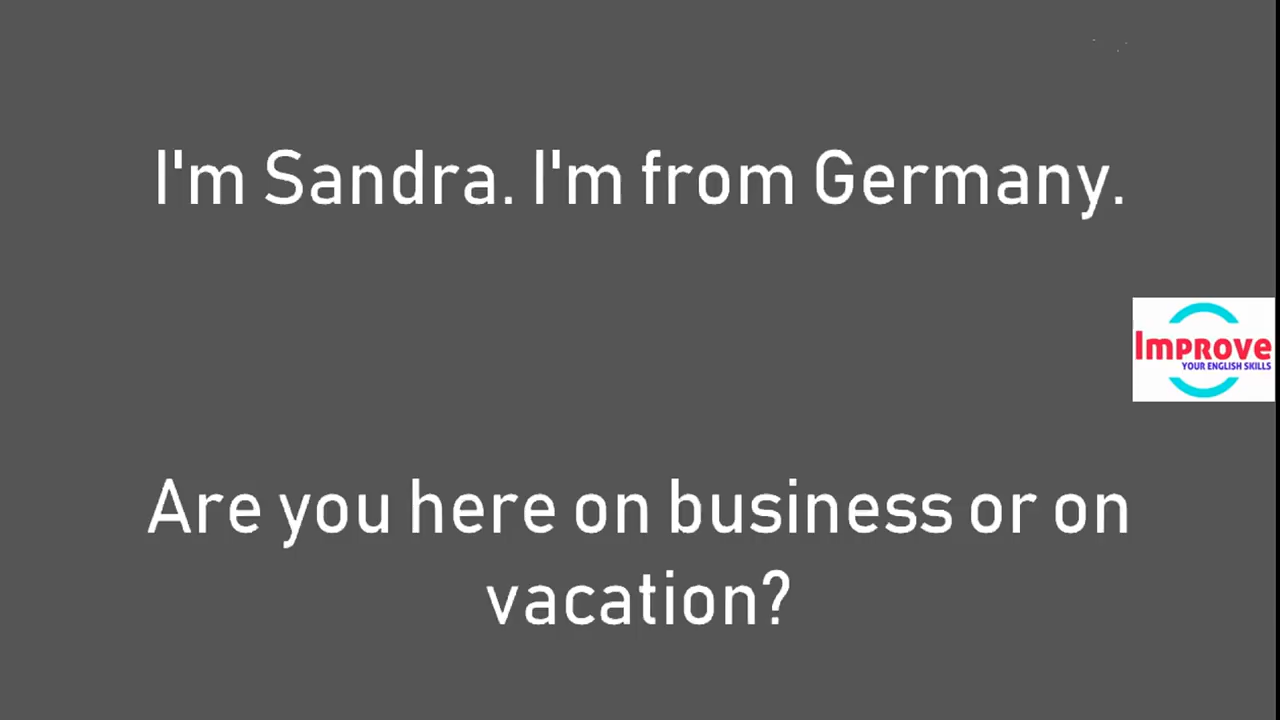 I'm Sandra. I'm from Germany.
Improve
YOUR ENGLISH SKILLS
Are you here on business or on
vacation?